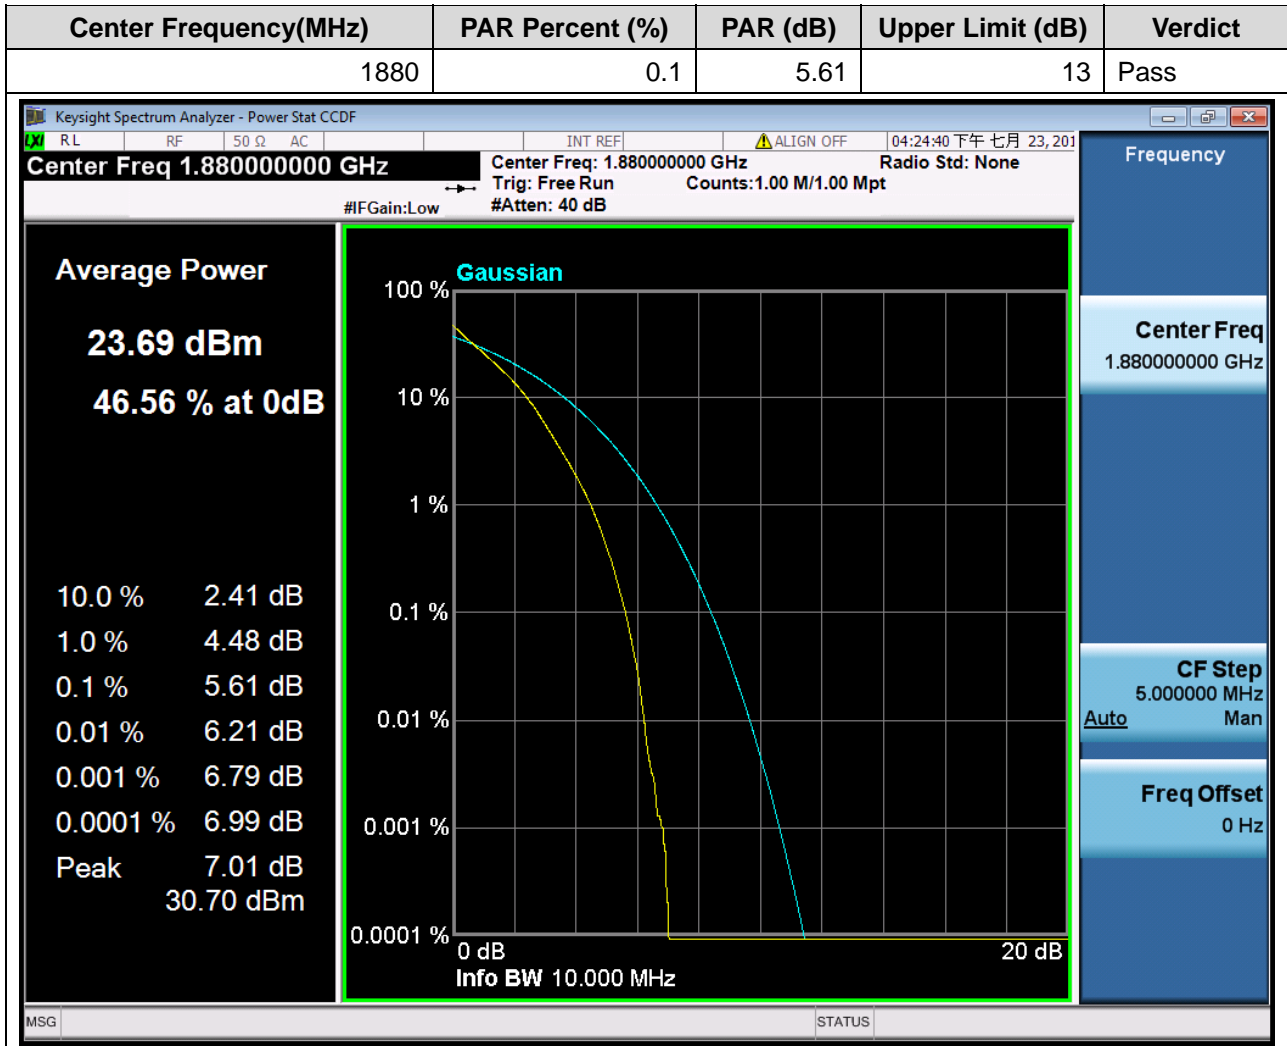 Center Frequency(MHz) PAR Percent (%) PAR (dB) Upper Limit (dB) Verdict
1880 0.1 5.61 13 Pass
Keysight Spectrum Analyzer - Power Stat CCDF
LXI RL RF 50 Ω AC INT REF ALIGN OFF 04:24:40 下午 七月 23, 201
Center Freq 1.880000000 GHz
Center Freq: 1.880000000 GHz Radio Std: None
Trig: Free Run Counts:1.00 M/1.00 Mpt
#IFGain:Low #Atten: 40 dB
Average Power
23.69 dBm
46.56 % at 0dB
10.0 % 2.41 dB
1.0 % 4.48 dB
0.1 % 5.61 dB
0.01 % 6.21 dB
0.001 % 6.79 dB
0.0001 % 6.99 dB
Peak 7.01 dB
30.70 dBm
Gaussian
100 %
10 %
1 %
0.1 %
0.01 %
0.001 %
0.0001 %
0 dB 20 dB
Info BW 10.000 MHz
Frequency
Center Freq
1.880000000 GHz
CF Step
5.000000 MHz
Auto Man
Freq Offset
0 Hz
MSG STATUS